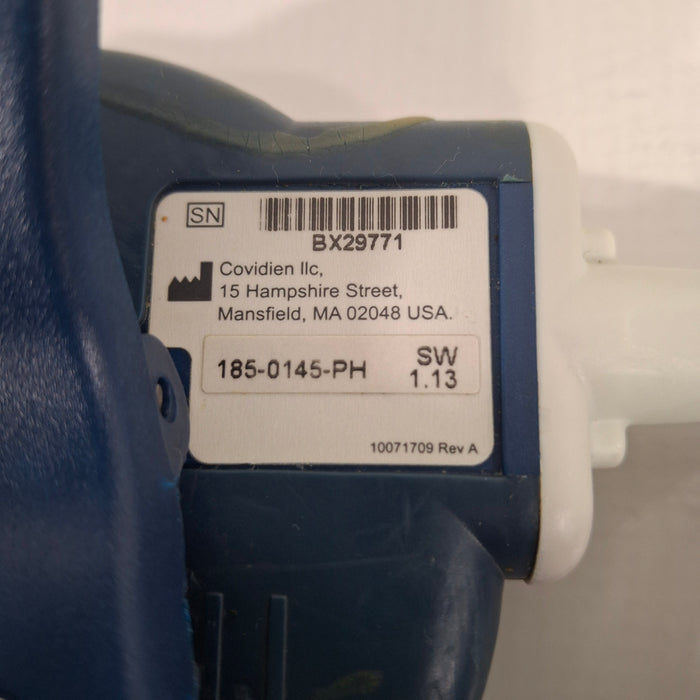 SN
BX29771
Covidien llc,
15 Hampshire Street,
Mansfield, MA 02048 USA.
185-0145-PH
SW
1.13
10071709 Rev A